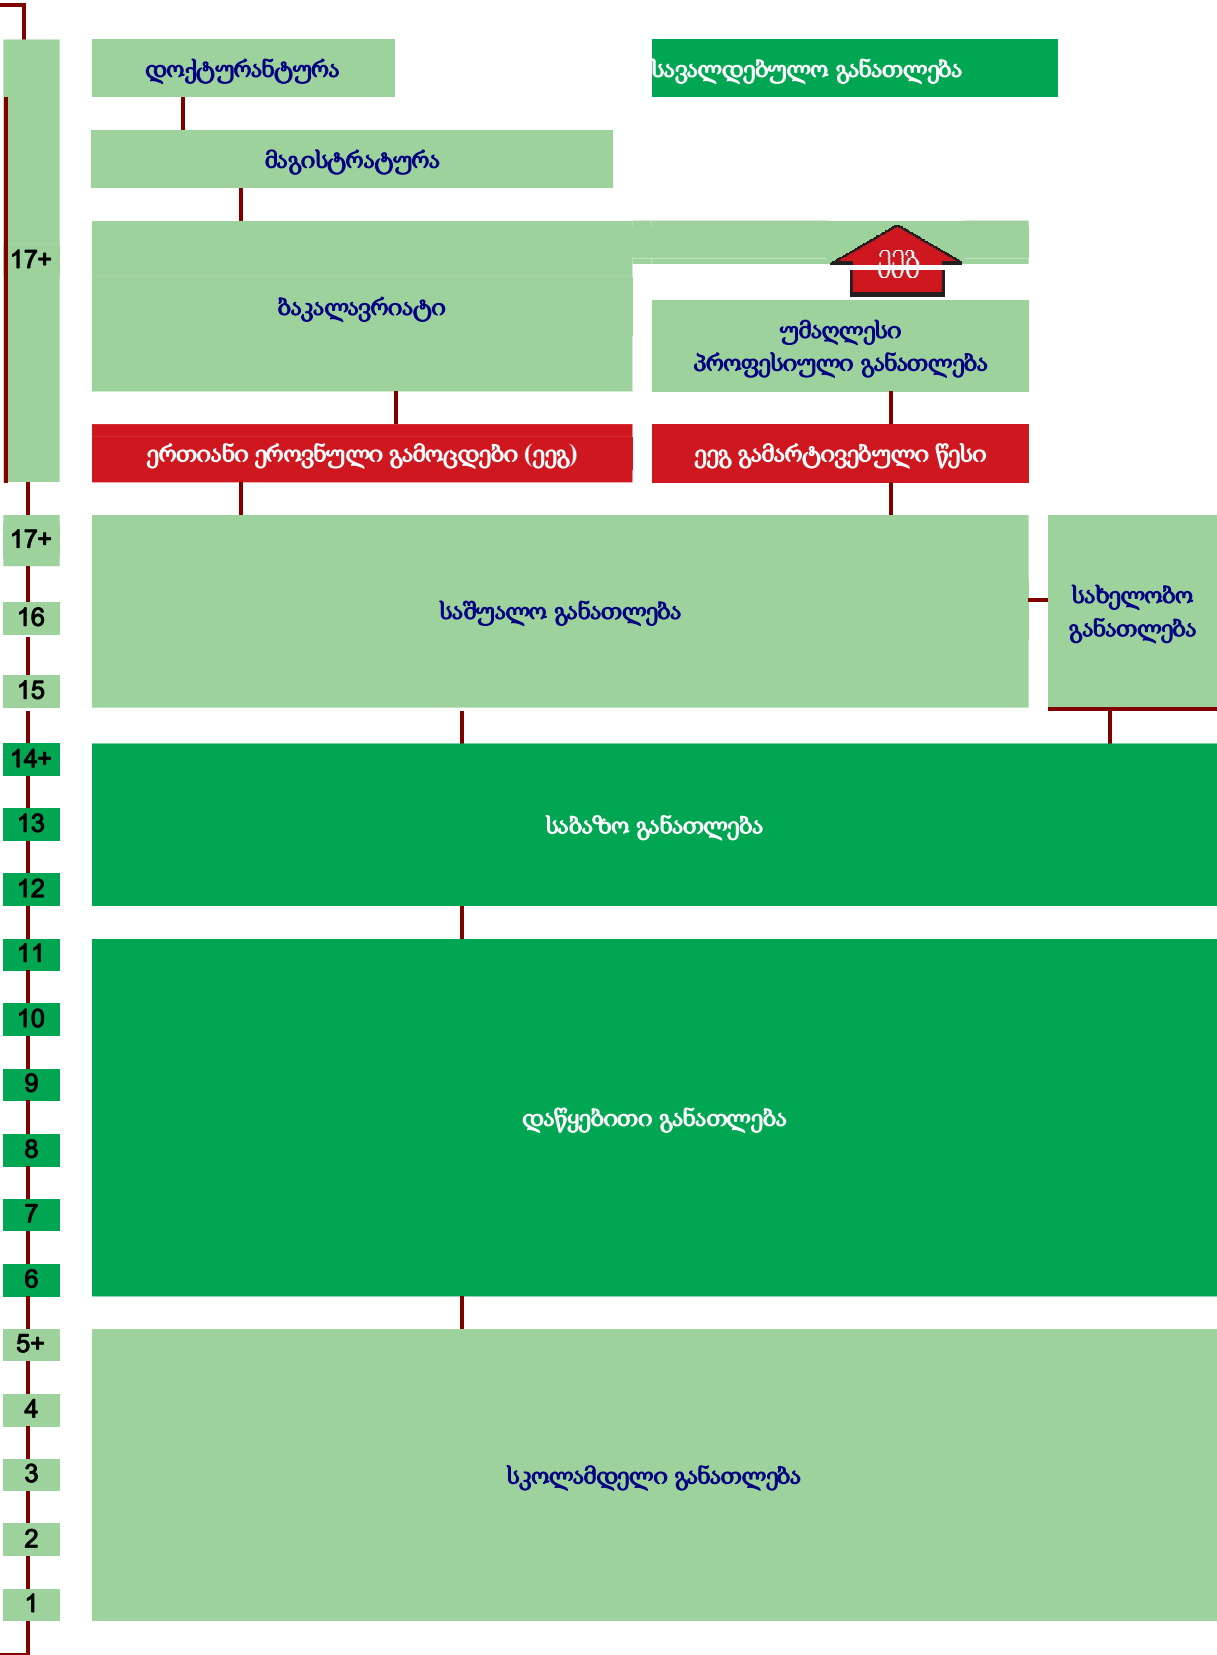 დოქტურანტურა
სავალდებულო განათლება
მაგისტრატურა
17+
ეეგ
ბაკალავრიატი
უმაღლესი
პროფესიული განათლება
ერთიანი ეროვნული გამოცდები (ეეგ)
ეეგ გამარტივებული წესი
17+
16
საშუალო განათლება
სახელობო
განათლება
15
14+
13
საბაზო განათლება
12
11
10
9
დაწყებითი განათლება
8
7
6
5+
4
3
სკოლამდელი განათლება
2
1